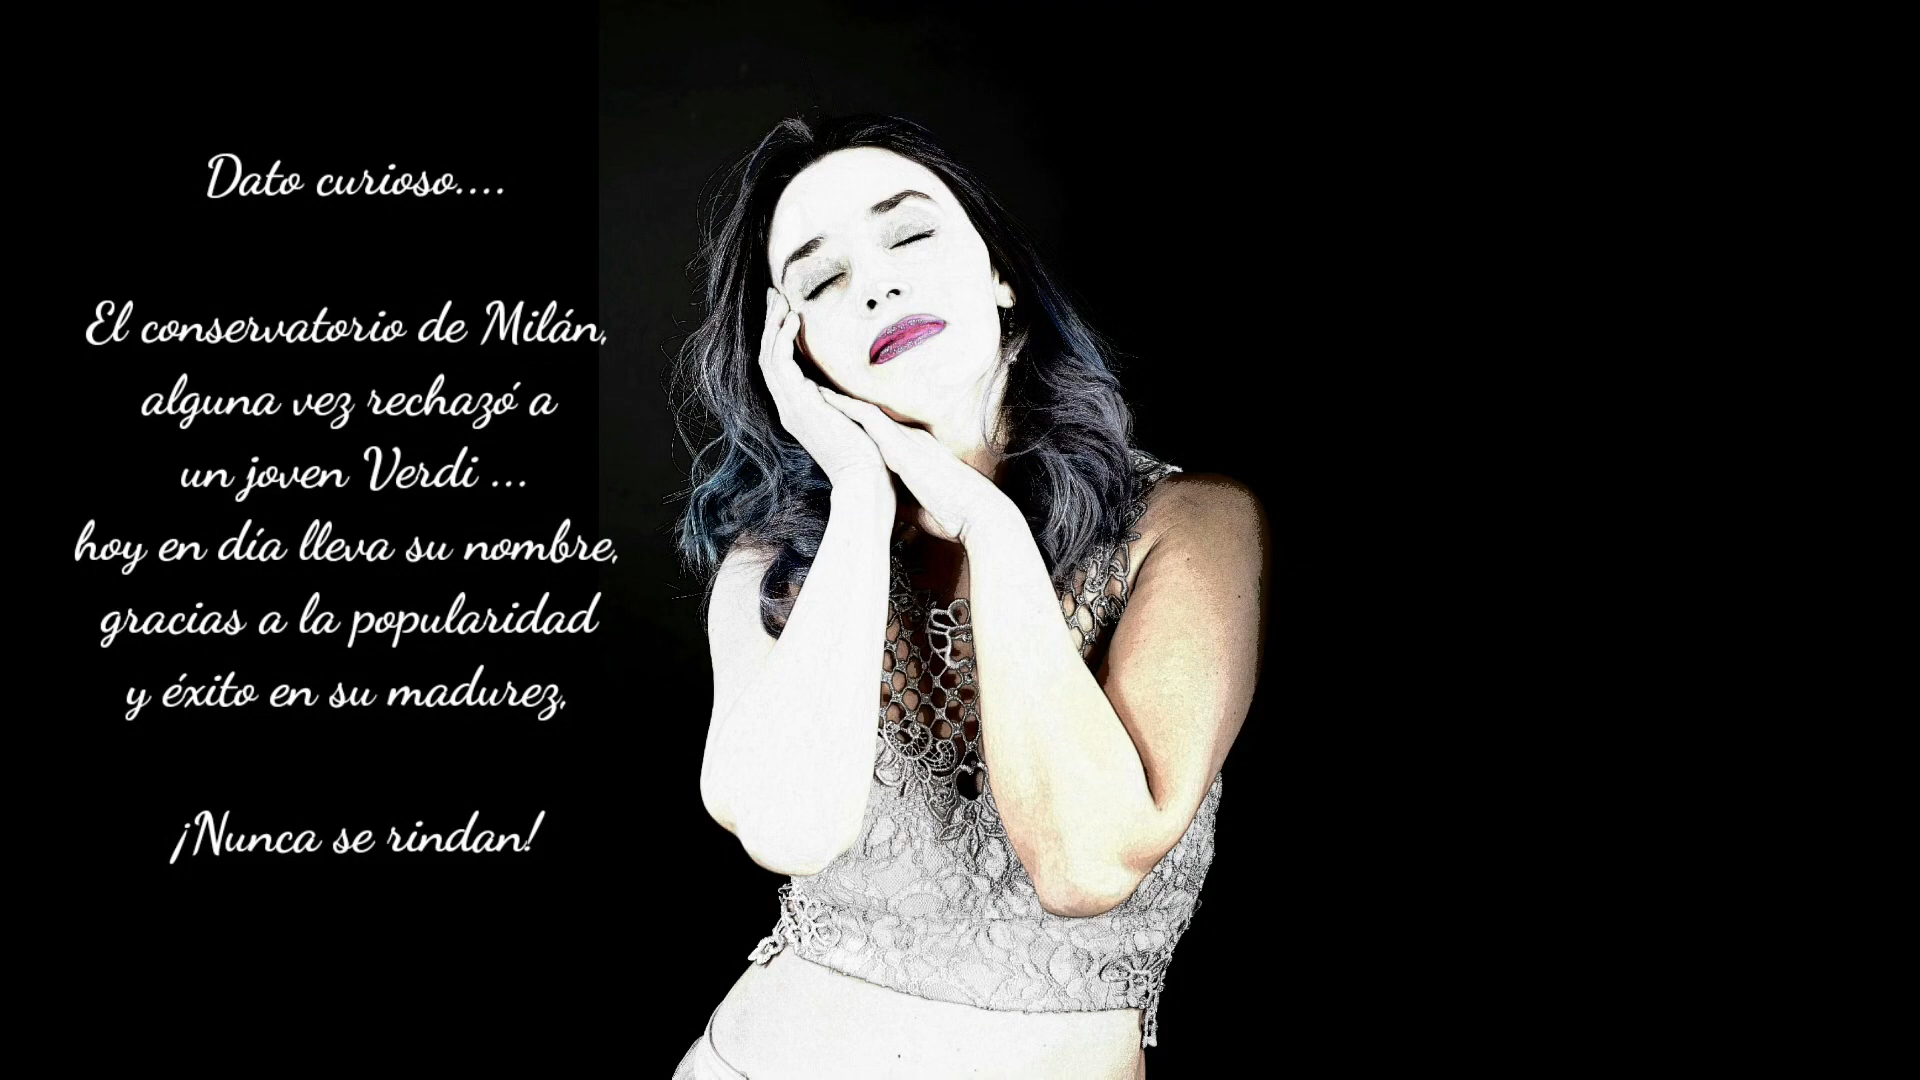 Dato curioso....
El conservatorio de Milán,
alguna vez rechazó a
un joven Verdi ...
hoy en día lleva su nombre,
gracias a la popularidad
y éxito en su madurez,
¡Nunca se rindan!